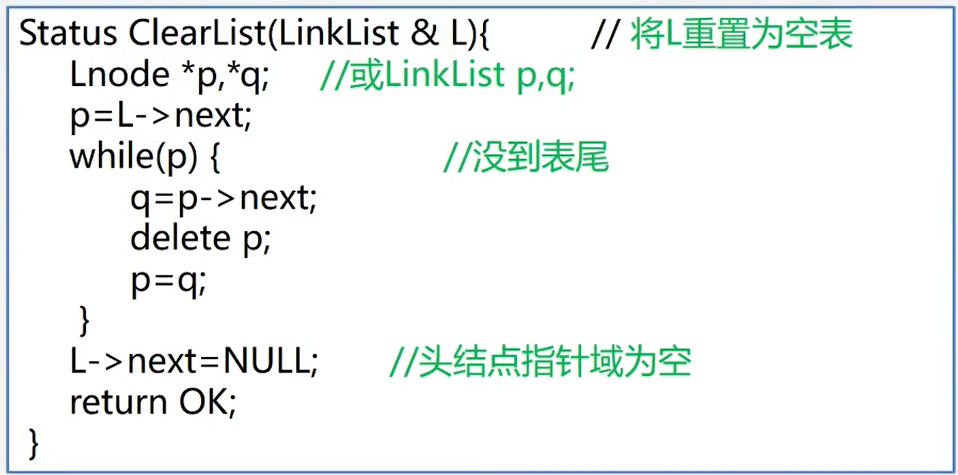 Status ClearList(LinkList & L){ // 将L重置为空表
Lnode *p,*q; //或LinkList p,q;
p=L->next;
while(p) { //没到表尾
q=p->next;
delete p;
p=q;
}
L->next=NULL; //头结点指针域为空
return OK;
}